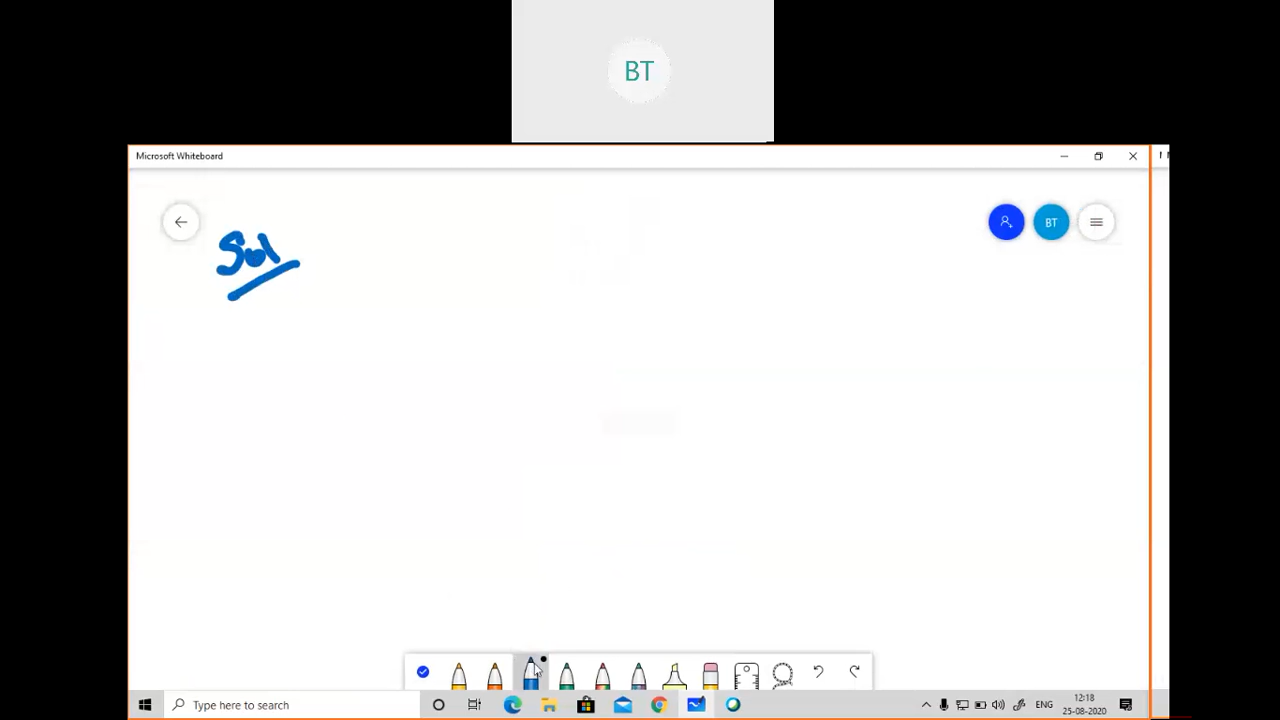 BT
Microsoft Whiteboard
Sol
BT
Type here to search
ENG
12:18
25-08-2020